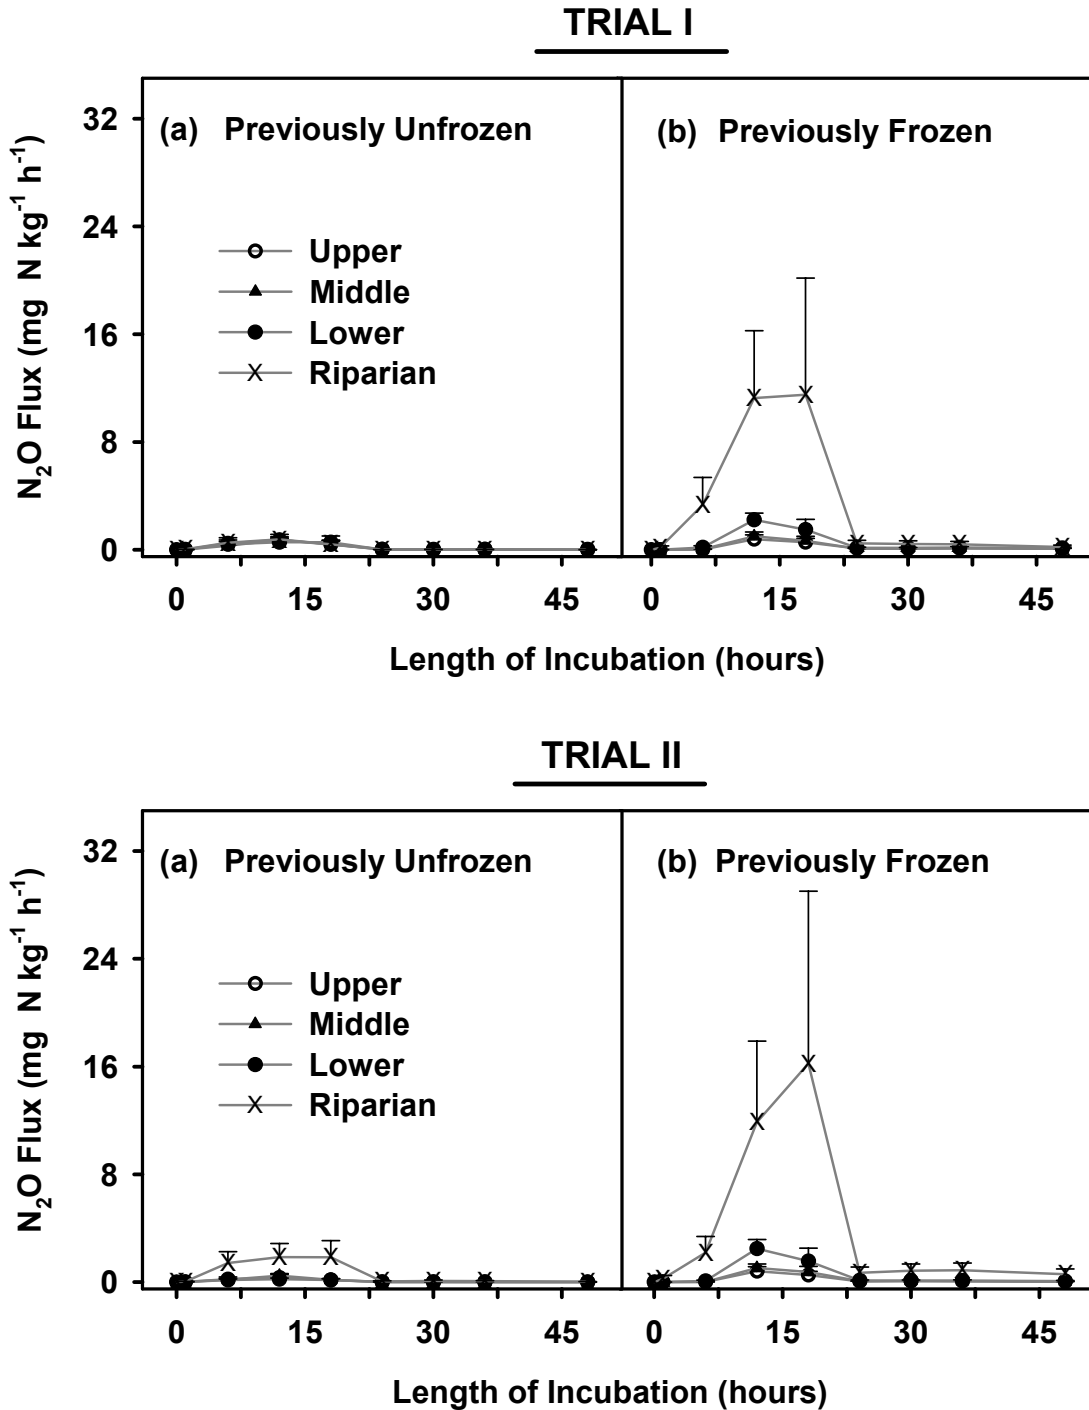 TRIAL I
(a) Previously Unfrozen
(b) Previously Frozen
N₂O Flux (mg N kg⁻¹ h⁻¹)
32
24
16
8
0
Upper
Middle
Lower
Riparian
0 15 30 45 0 15 30 45
Length of Incubation (hours)
TRIAL II
(a) Previously Unfrozen
(b) Previously Frozen
N₂O Flux (mg N kg⁻¹ h⁻¹)
32
24
16
8
0
Upper
Middle
Lower
Riparian
0 15 30 45 0 15 30 45
Length of Incubation (hours)